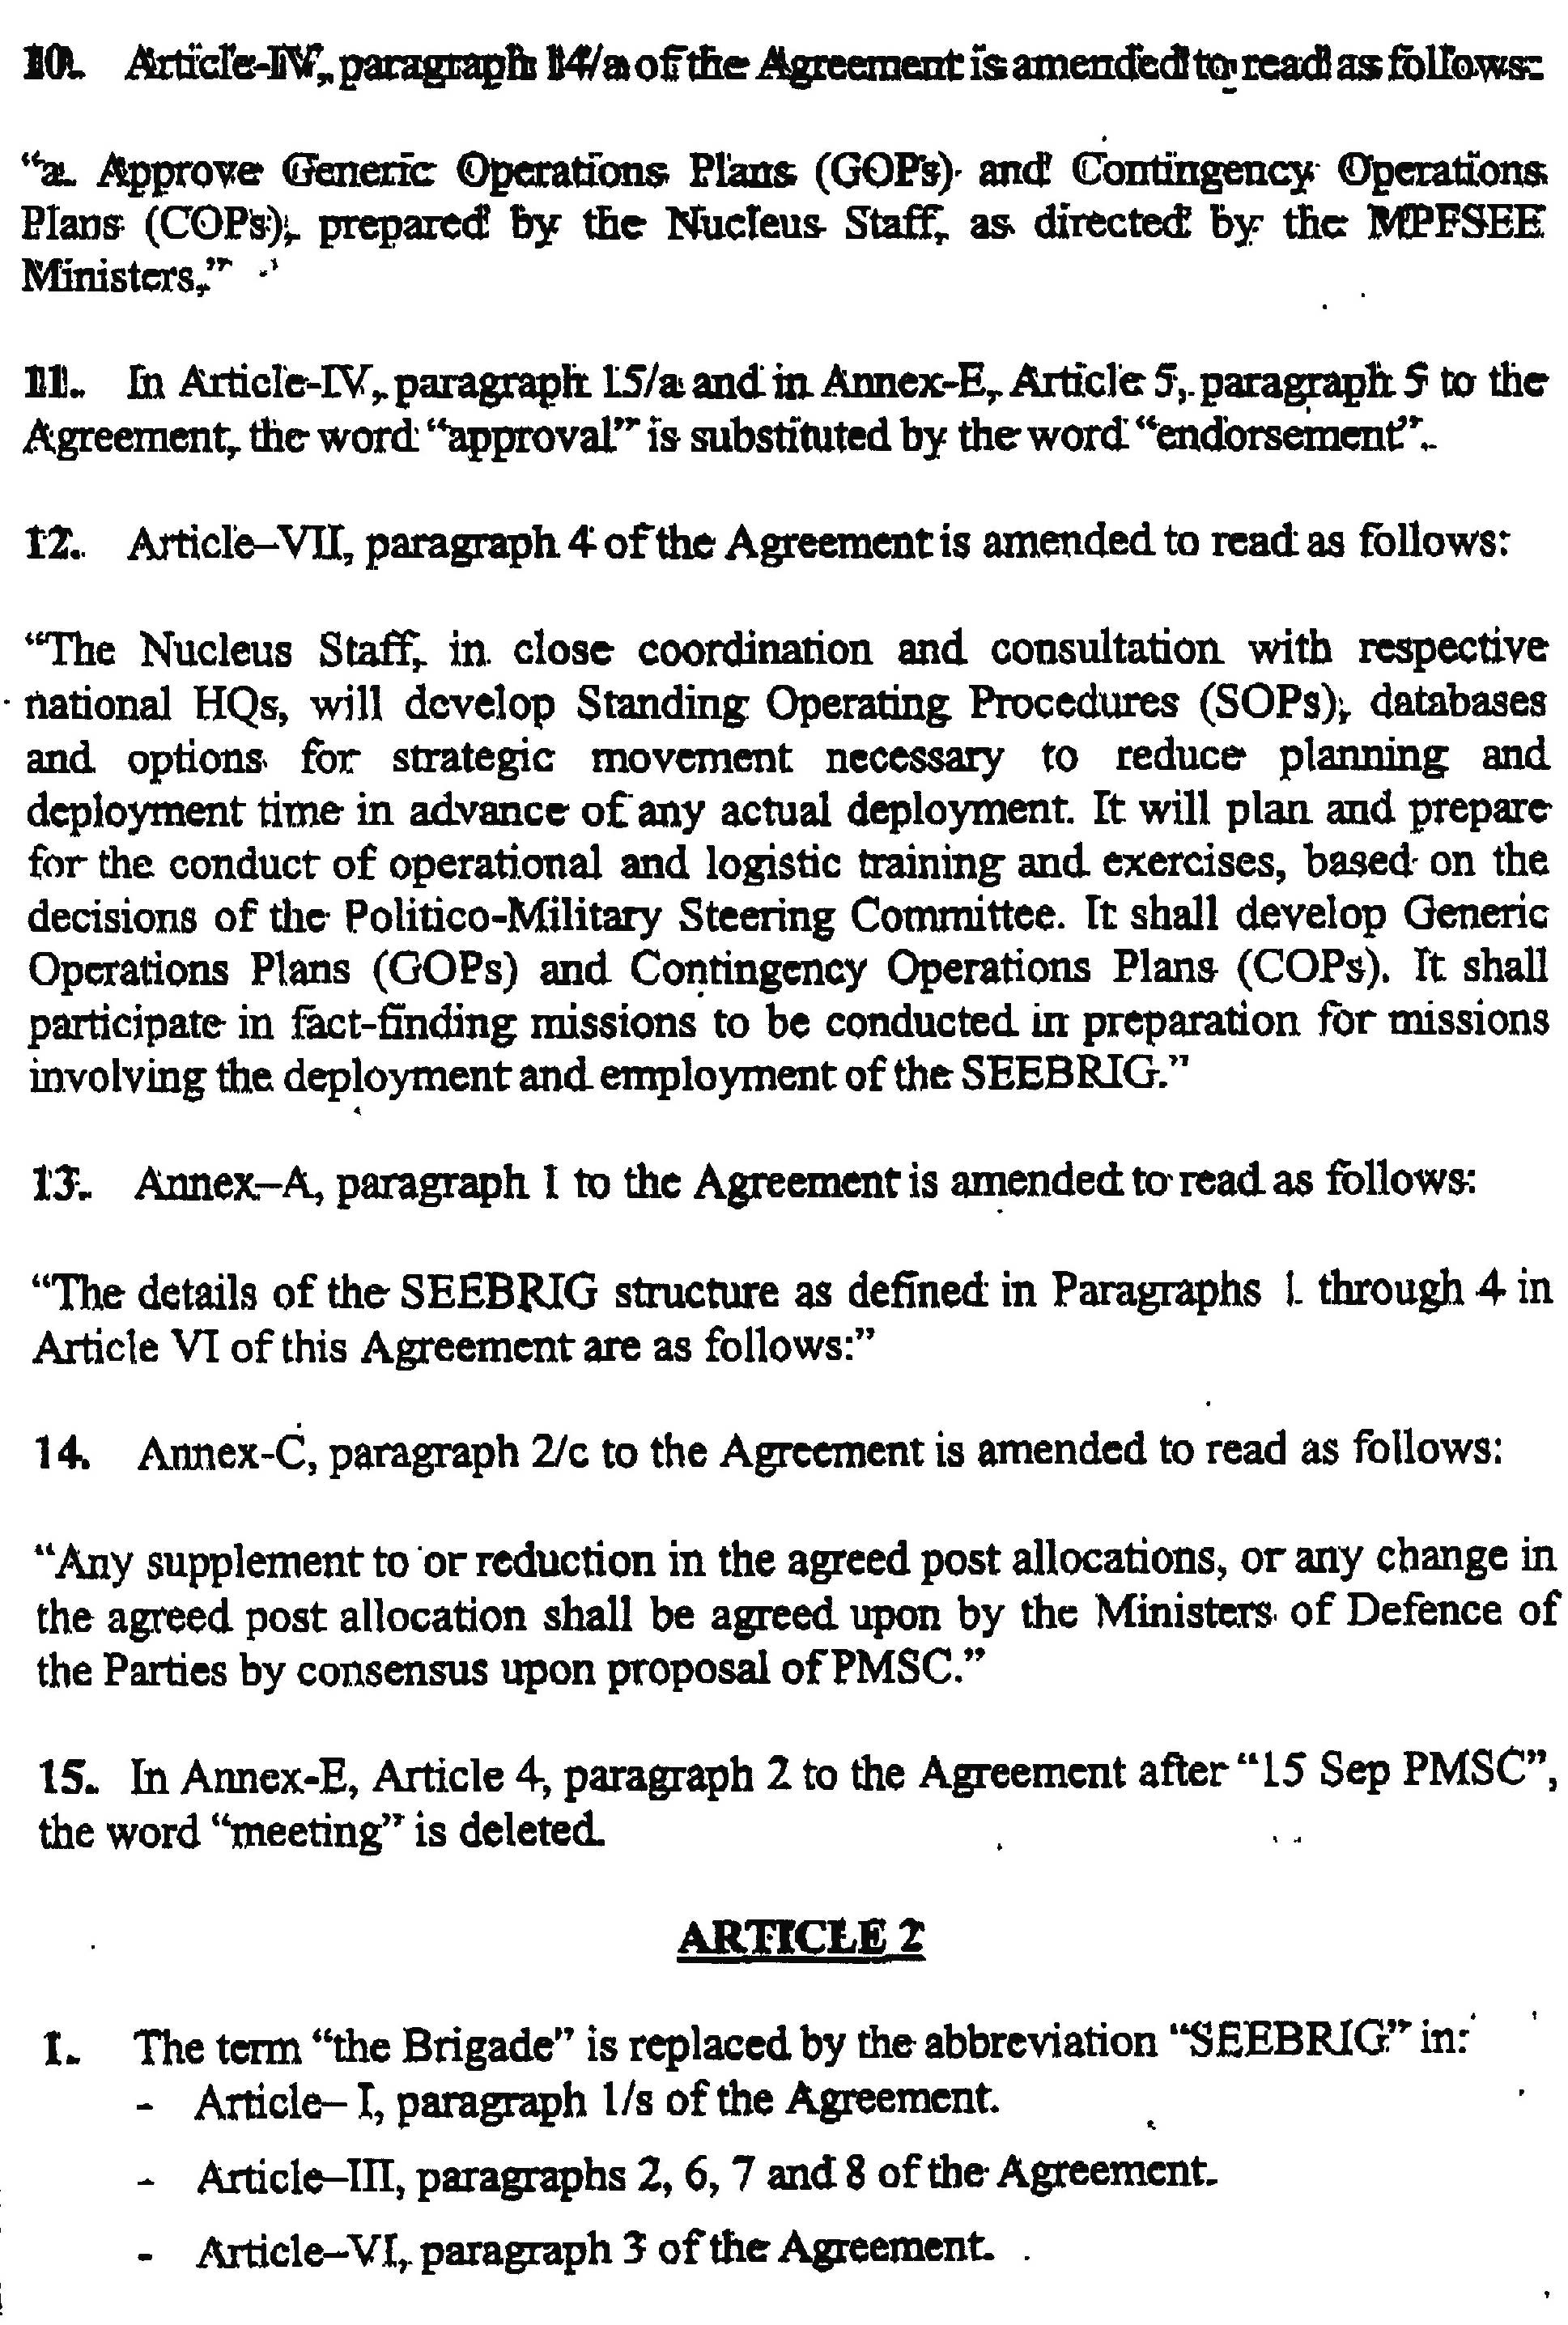 10. Article-IV, paragraph 14/a of the Agreement is amended to read as follows:
“a. Approve Generic Operations Plans (GOPs) and Contingency Operations
Plans (COPs), prepared by the Nucleus Staff, as directed by the MPFSEE
Ministers,”
11. In Article-IV, paragraph 15/a and in Annex-E, Article 5, paragraph 5 to the
Agreement, the word “approval” is substituted by the word “endorsement”.
12. Article–VII, paragraph 4 of the Agreement is amended to read as follows:
“The Nucleus Staff, in close coordination and consultation with respective
national HQs, will develop Standing Operating Procedures (SOPs), databases
and options for strategic movement necessary to reduce planning and
deployment time in advance of any actual deployment. It will plan and prepare
for the conduct of operational and logistic training and exercises, based on the
decisions of the Politico-Military Steering Committee. It shall develop Generic
Operations Plans (GOPs) and Contingency Operations Plans (COPs). It shall
participate in fact-finding missions to be conducted in preparation for missions
involving the deployment and employment of the SEEBRIG.”
13. Annex–A, paragraph 1 to the Agreement is amended to read as follows:
“The details of the SEEBRIG structure as defined in Paragraphs 1 through 4 in
Article VI of this Agreement are as follows:”
14. Annex-C, paragraph 2/c to the Agreement is amended to read as follows:
“Any supplement to or reduction in the agreed post allocations, or any change in
the agreed post allocation shall be agreed upon by the Ministers of Defence of
the Parties by consensus upon proposal of PMSC.”
15. In Annex-E, Article 4, paragraph 2 to the Agreement after “15 Sep PMSC”,
the word “meeting” is deleted.
ARTICLE 2
1. The term “the Brigade” is replaced by the abbreviation “SEEBRIG” in:
- Article– I, paragraph 1/s of the Agreement.
- Article–III, paragraphs 2, 6, 7 and 8 of the Agreement.
- Article–VI, paragraph 3 of the Agreement.